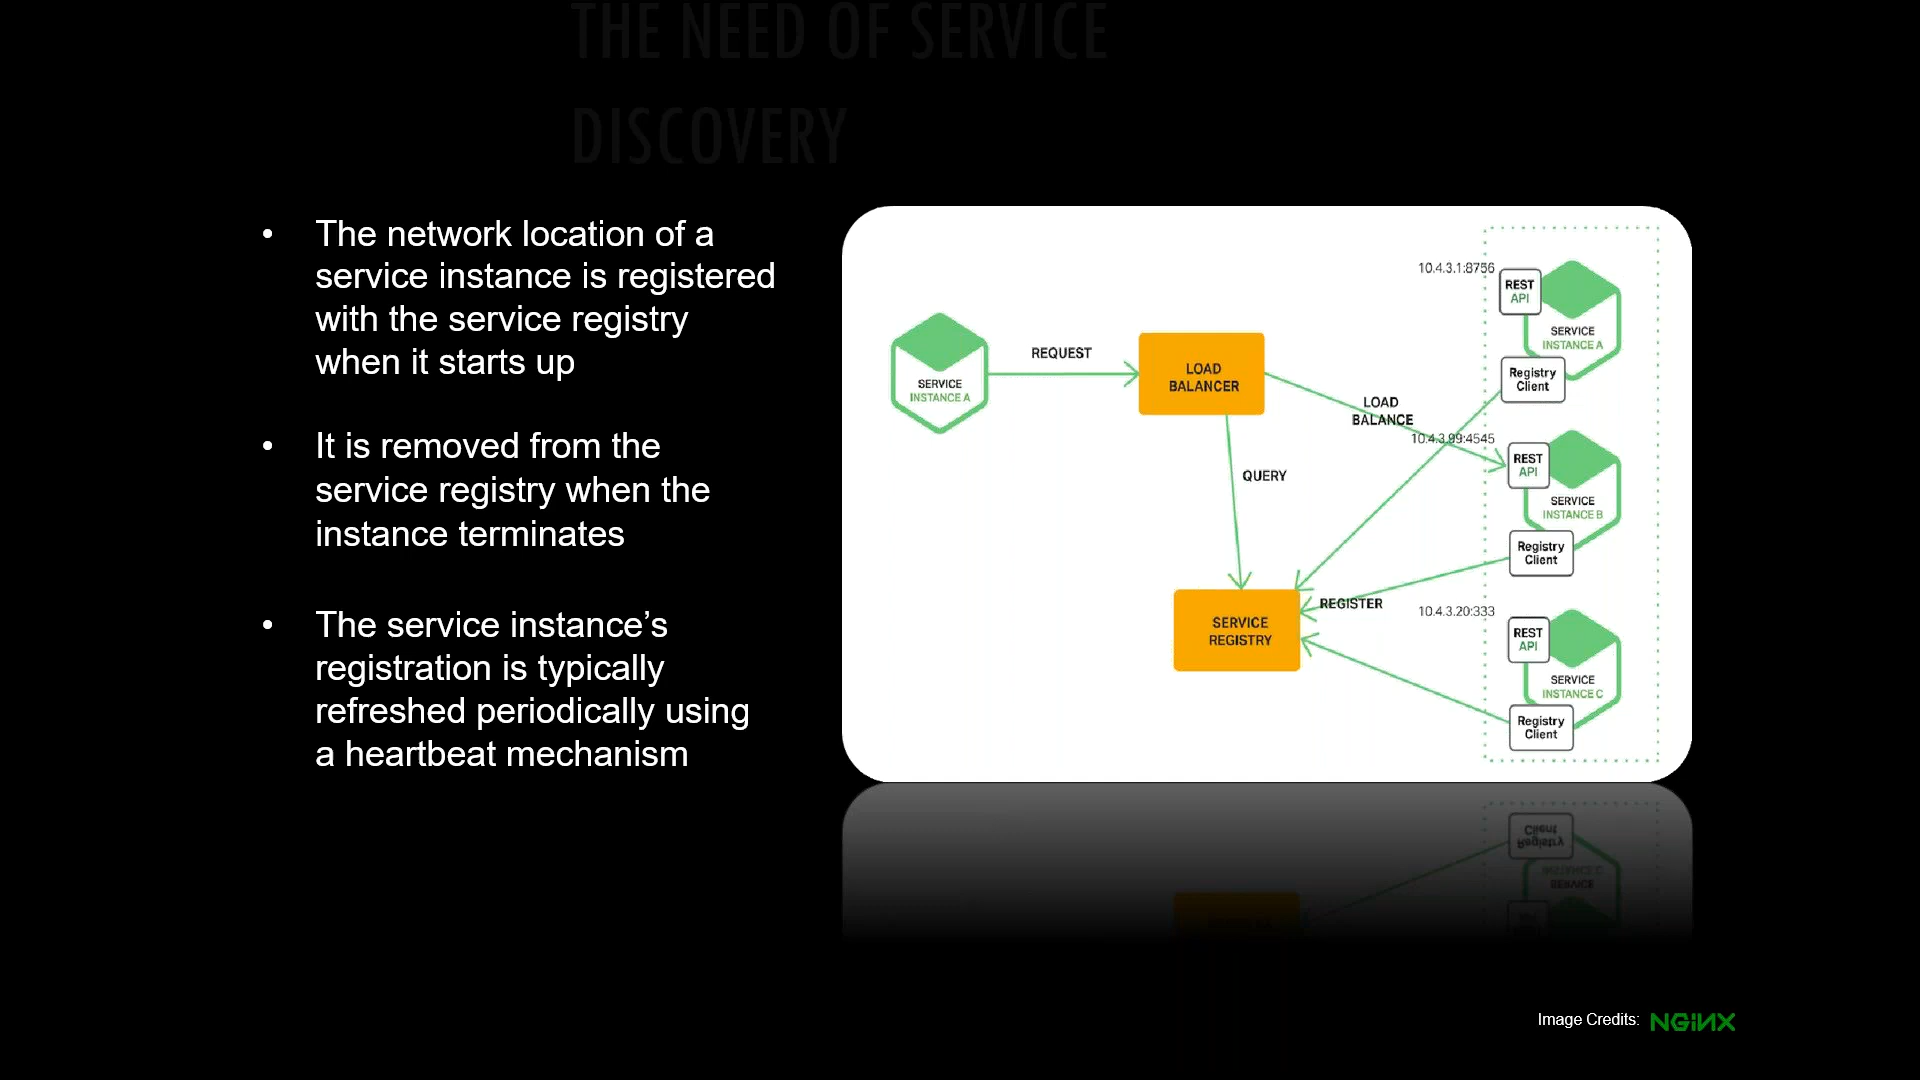 THE NEED OF SERVICE
DISCOVERY
• The network location of a
service instance is registered
with the service registry
when it starts up
• It is removed from the
service registry when the
instance terminates
• The service instance’s
registration is typically
refreshed periodically using
a heartbeat mechanism
SERVICE
INSTANCE A
REQUEST
LOAD
BALANCER
QUERY
LOAD
BALANCE
SERVICE
REGISTRY
REGISTER
10.4.3.1:8756
REST
API
SERVICE
INSTANCE A
Registry
Client
10.4.3.99:4545
REST
API
SERVICE
INSTANCE B
Registry
Client
10.4.3.20:333
REST
API
SERVICE
INSTANCE C
Registry
Client
Image Credits: NGINX